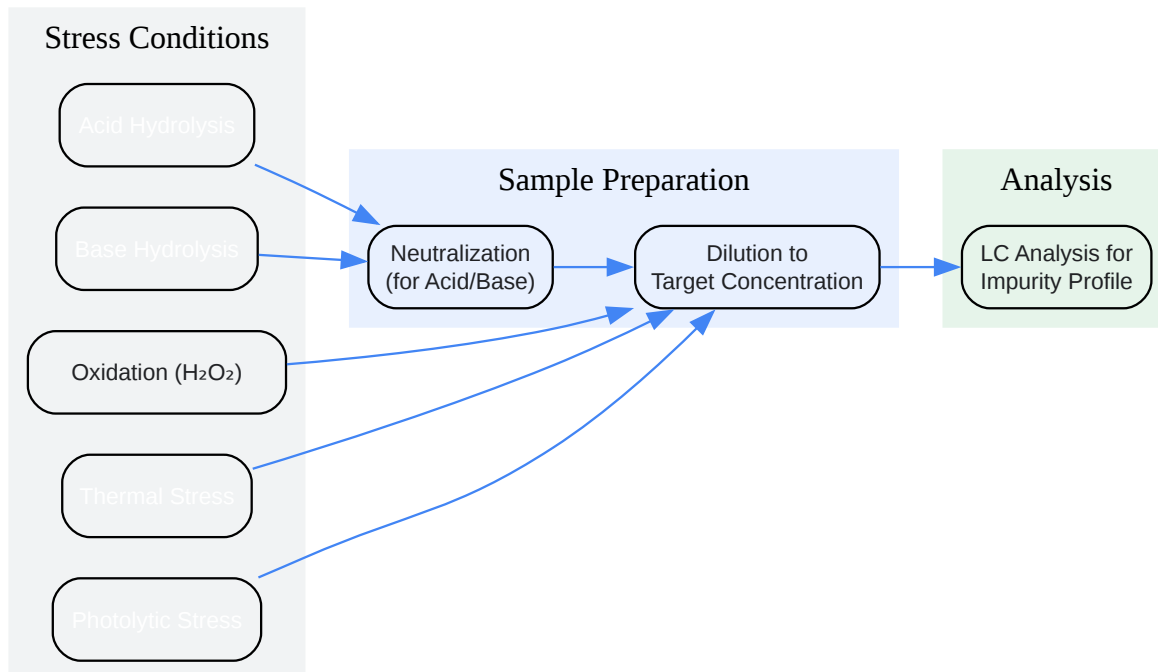 Stress Conditions
Acid Hydrolysis
Base Hydrolysis
Oxidation (H₂O₂)
Thermal Stress
Photolytic Stress
Sample Preparation
Neutralization
(for Acid/Base)
Dilution to
Target Concentration
Analysis
LC Analysis for
Impurity Profile